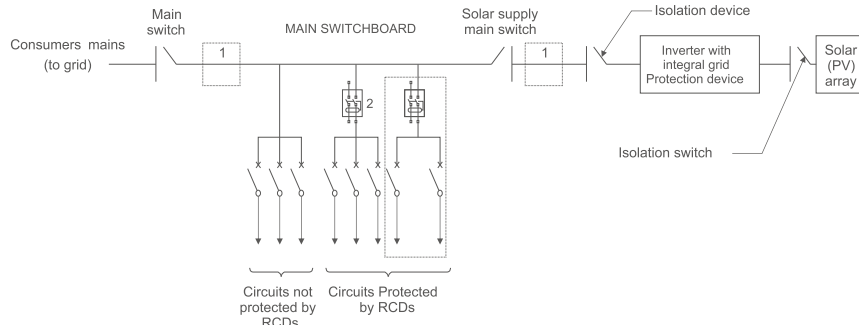 Main
switch
MAIN SWITCHBOARD
Solar supply
main switch
Isolation device
Consumers mains
(to grid)
1
1
Inverter with
integral grid
Protection device
Solar
(PV)
array
2
Isolation switch
Circuits not
protected by
RCDs
Circuits Protected
by RCDs